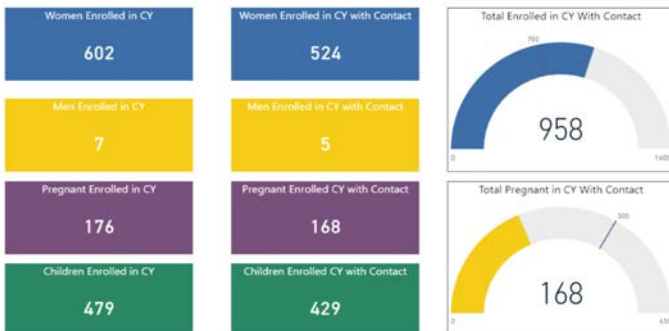 Women Enrolled in CY
602
Women Enrolled in CY with Contact
524
Total Enrolled in CY With Contact
700
958
0
1600
Men Enrolled in CY
7
Men Enrolled in CY with Contact
5
Pregnant Enrolled in CY
176
Pregnant Enrolled CY with Contact
168
Total Pregnant in CY With Contact
300
168
0
450
Children Enrolled in CY
479
Children Enrolled CY with Contact
429